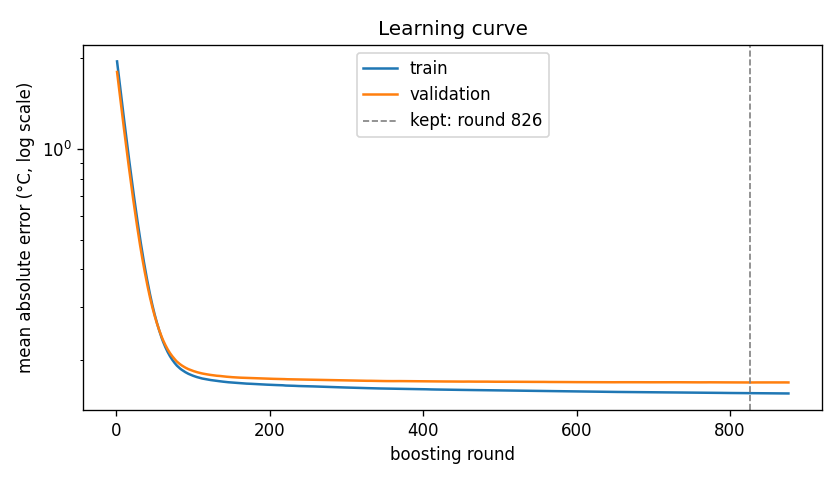 Learning curve
train
validation
kept: round 826
mean absolute error (°C, log scale)
10⁰
0 200 400 600 800
boosting round